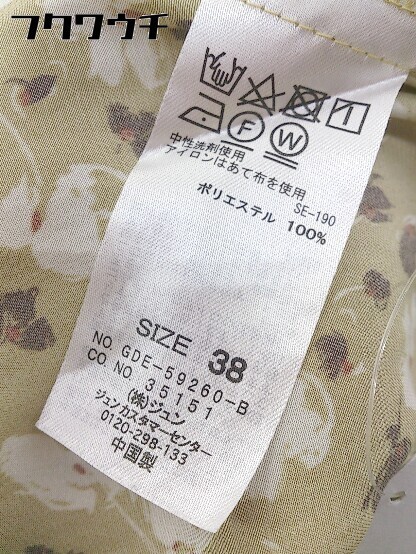 フクワウチ
F W
中性洗剤使用
アイロンはあて布を使用
SE-190
ポリエステル 100%
SIZE 38
NO. GDE-59260-B
CO. NO 35151
(株)ジュン
ジュンカスタマーセンター
0120-298-133
中国製